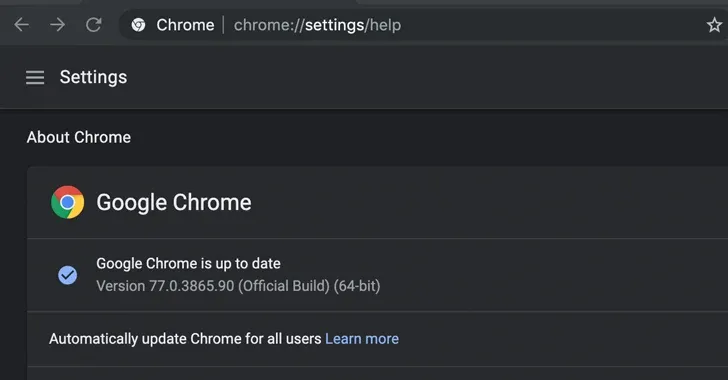 Chrome | chrome://settings/help
Settings
About Chrome
Google Chrome
Google Chrome is up to date
Version 77.0.3865.90 (Official Build) (64-bit)
Automatically update Chrome for all users Learn more